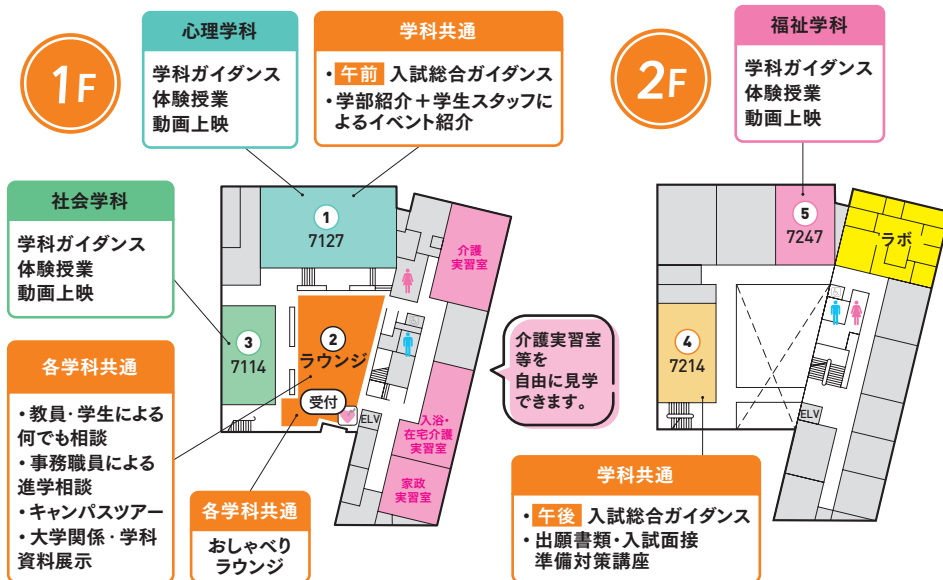 1F
心理学科
学科ガイダンス
体験授業
動画上映
学科共通
・午前 入試総合ガイダンス
・学部紹介＋学生スタッフに
よるイベント紹介
社会学科
学科ガイダンス
体験授業
動画上映
各学科共通
・教員・学生による
何でも相談
・事務職員による
進学相談
・キャンパスツアー
・大学関係・学科
資料展示
各学科共通
おしゃべり
ラウンジ
1
7127
2
ラウンジ
受付
3
7114
ELV
介護
実習室
入浴・
在宅介護
実習室
家政
実習室
介護実習室
等を
自由に見学
できます。
2F
福祉学科
学科ガイダンス
体験授業
動画上映
5
7247
ラボ
4
7214
ELV
学科共通
・午後 入試総合ガイダンス
・出願書類・入試面接
準備対策講座